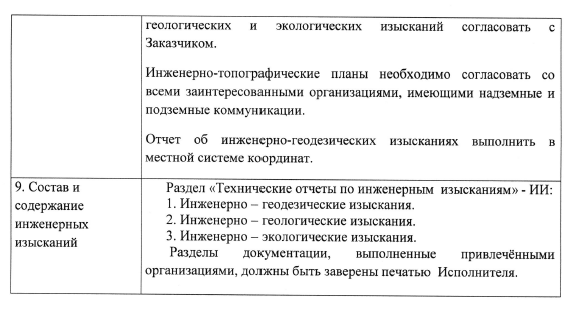 геологических и экологических изысканий согласовать с
Заказчиком.
Инженерно-топографические планы необходимо согласовать со
всеми заинтересованными организациями, имеющими надземные и
подземные коммуникации.
Отчет об инженерно-геодезических изысканиях выполнить в
местной системе координат.
9. Состав и
содержание
инженерных
изысканий
Раздел «Технические отчеты по инженерным изысканиям» - ИИ:
1. Инженерно – геодезические изыскания.
2. Инженерно – геологические изыскания.
3. Инженерно – экологические изыскания.
Разделы документации, выполненные привлечёнными
организациями, должны быть заверены печатью Исполнителя.